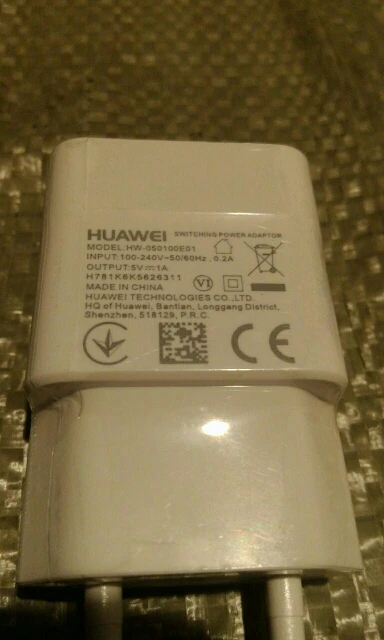 HUAWEI SWITCHING POWER ADAPTOR
MODEL:HW-050100E01
INPUT:100-240V~50/60Hz, 0.2A
OUTPUT:5V⎓1A
H781K6K5626311
MADE IN CHINA VI
HUAWEI TECHNOLOGIES CO.,LTD.
HQ of Huawei, Bantian, Longgang District,
Shenzhen, 518129, P.R.C.
CE